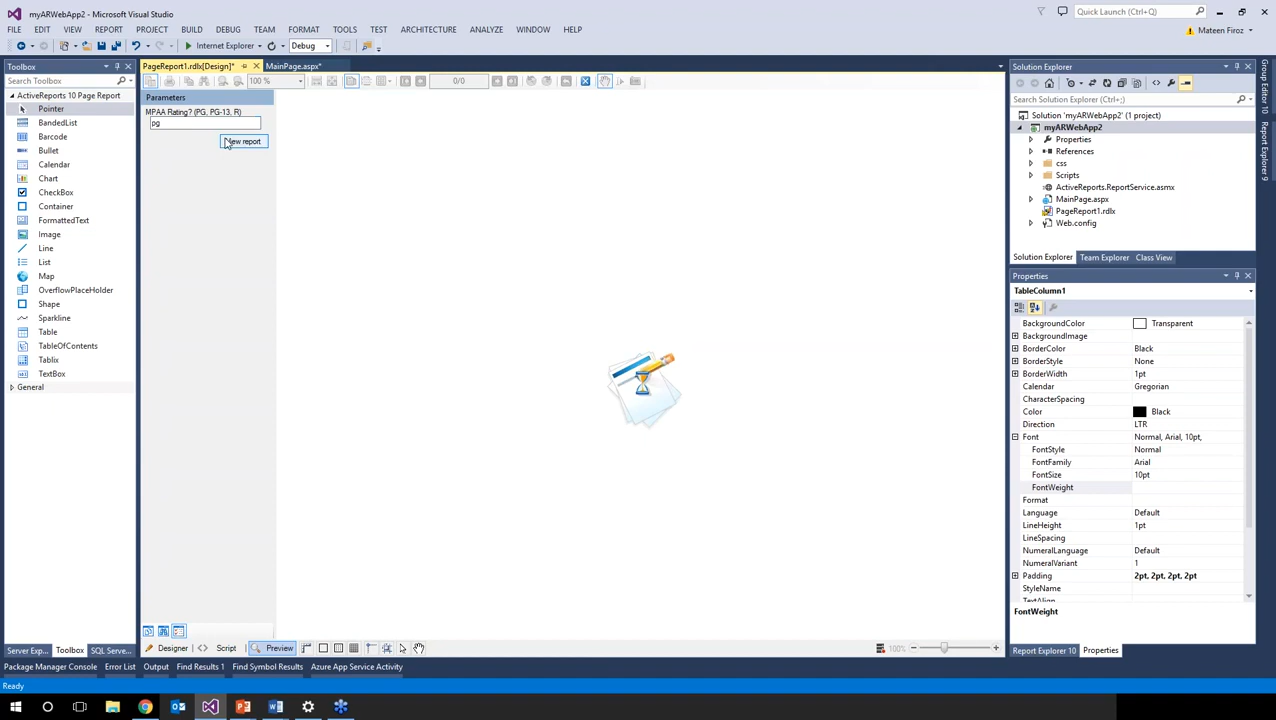 myARWebApp2 - Microsoft Visual Studio
Quick Launch (Ctrl+;)
FILE EDIT VIEW REPORT PROJECT BUILD DEBUG TEAM FORMAT TOOLS TEST ARCHITECTURE ANALYZE WINDOW HELP
Mateen Firoz
Internet Explorer Debug
Toolbox
PageReport1.rdlx[Design]*
MainPage.aspx*
Solution Explorer
Search Toolbox
100 %
0/0
ActiveReports 10 Page Report
Pointer
BandedList
Barcode
Bullet
Calendar
Chart
CheckBox
Container
FormattedText
Image
Line
List
Map
OverflowPlaceHolder
Shape
Sparkline
Table
TableOfContents
Tablix
TextBox
General
Parameters
MPAA Rating? (PG, PG-13, R)
pg
report
Search Solution Explorer (Ctrl+;)
Solution 'myARWebApp2' (1 project)
myARWebApp2
Properties
References
css
Scripts
ActiveReports.ReportService.asmx
MainPage.aspx
PageReport1.rdlx
Web.config
Solution Explorer Team Explorer Class View
Properties
TableColumn1
BackgroundColor Transparent
BackgroundImage
BorderColor Black
BorderStyle None
BorderWidth 1pt
Calendar Gregorian
CharacterSpacing
Color Black
Direction LTR
Font Normal, Arial, 10pt,
FontStyle Normal
FontFamily Arial
FontSize 10pt
FontWeight
Format
Language Default
LineHeight 1pt
LineSpacing
NumeralLanguage Default
NumeralVariant 1
Padding 2pt, 2pt, 2pt, 2pt
StyleName
TextAlign
FontWeight
Group Editor 10
Report Explorer 9
Server Exp... Toolbox SQL Serve...
Designer Script Preview
100%
Report Explorer 10 Properties
Package Manager Console Error List Output Find Results 1 Find Symbol Results Azure App Service Activity
Ready